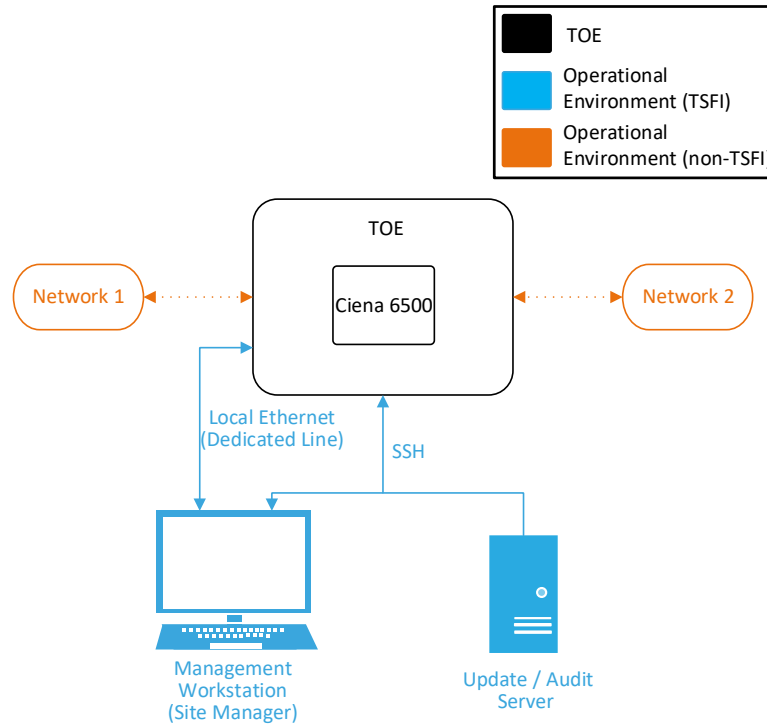 TOE
Operational
Environment (TSFI)
Operational
Environment (non-TSFI)
TOE
Network 1
Ciena 6500
Network 2
Local Ethernet
(Dedicated Line)
SSH
Management
Workstation
(Site Manager)
Update / Audit
Server